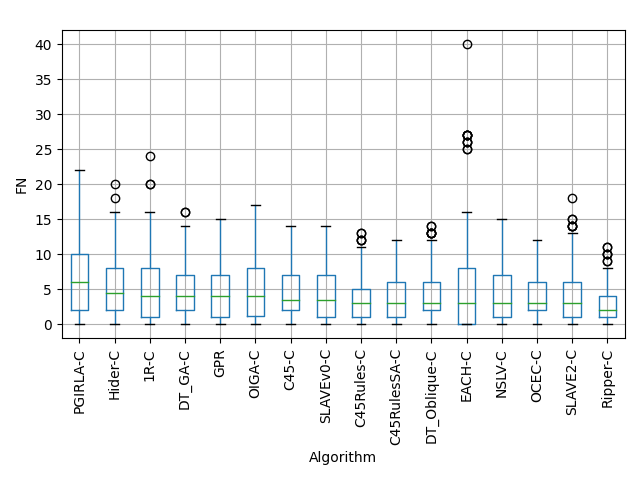 40
35
30
25
20
15
10
5
0
FN
PGIRLA-C
Hider-C
1R-C
DT_GA-C
GPR
OIGA-C
C45-C
SLAVEv0-C
C45Rules-C
C45RulesSA-C
DT_Oblique-C
EACH-C
NSLV-C
OCEC-C
SLAVE2-C
Ripper-C
Algorithm